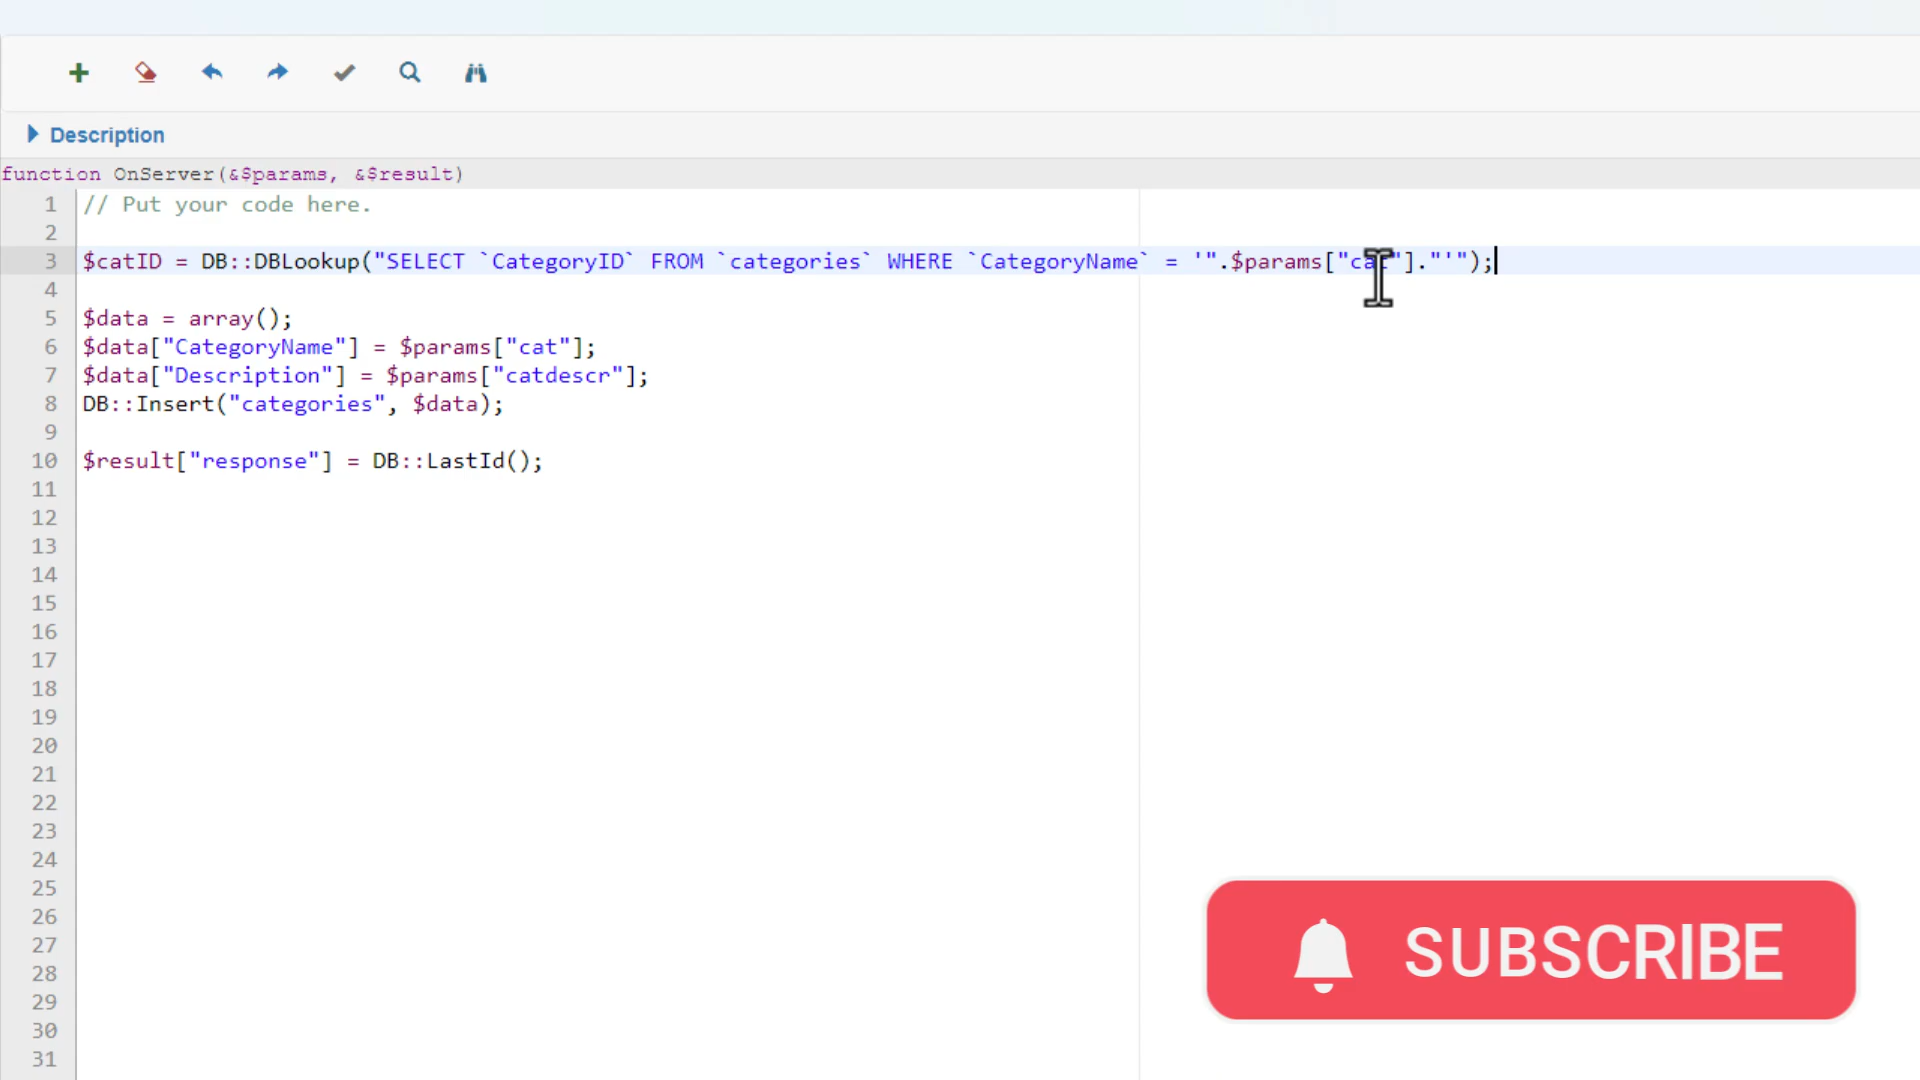 Description
function OnServer(&$params, &$result)
1 // Put your code here.
2
3 $catID = DB::DBLookup("SELECT `CategoryID` FROM `categories` WHERE `CategoryName` = '".$params["cat"]."'");
4
5 $data = array();
6 $data["CategoryName"] = $params["cat"];
7 $data["Description"] = $params["catdescr"];
8 DB::Insert("categories", $data);
9
10 $result["response"] = DB::LastId();
11
12
13
14
15
16
17
18
19
20
21
22
23
24
25
26
27
28
29
30
31
SUBSCRIBE